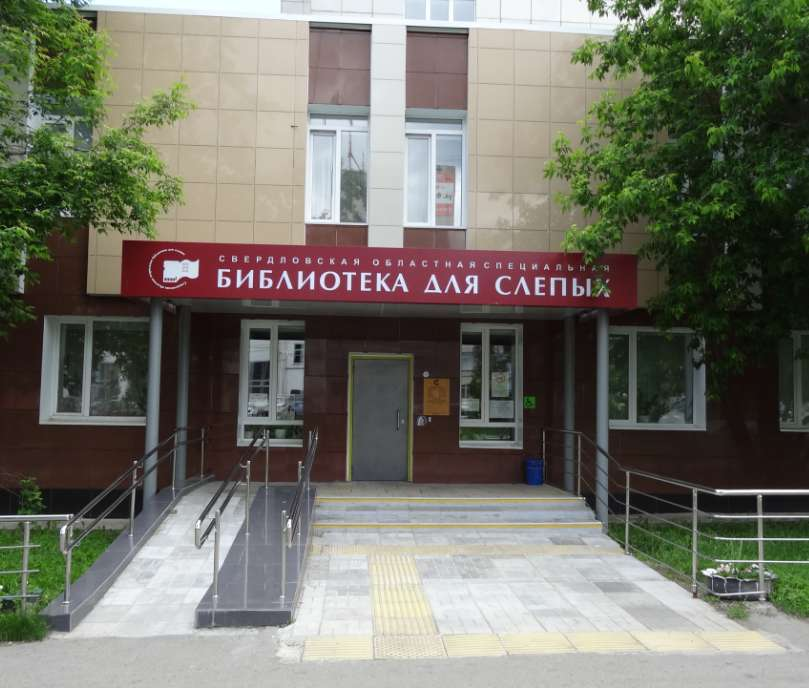 СВЕРДЛОВСКАЯ ОБЛАСТНАЯ СПЕЦИАЛЬНАЯ
БИБЛИОТЕКА ДЛЯ СЛЕПЫХ